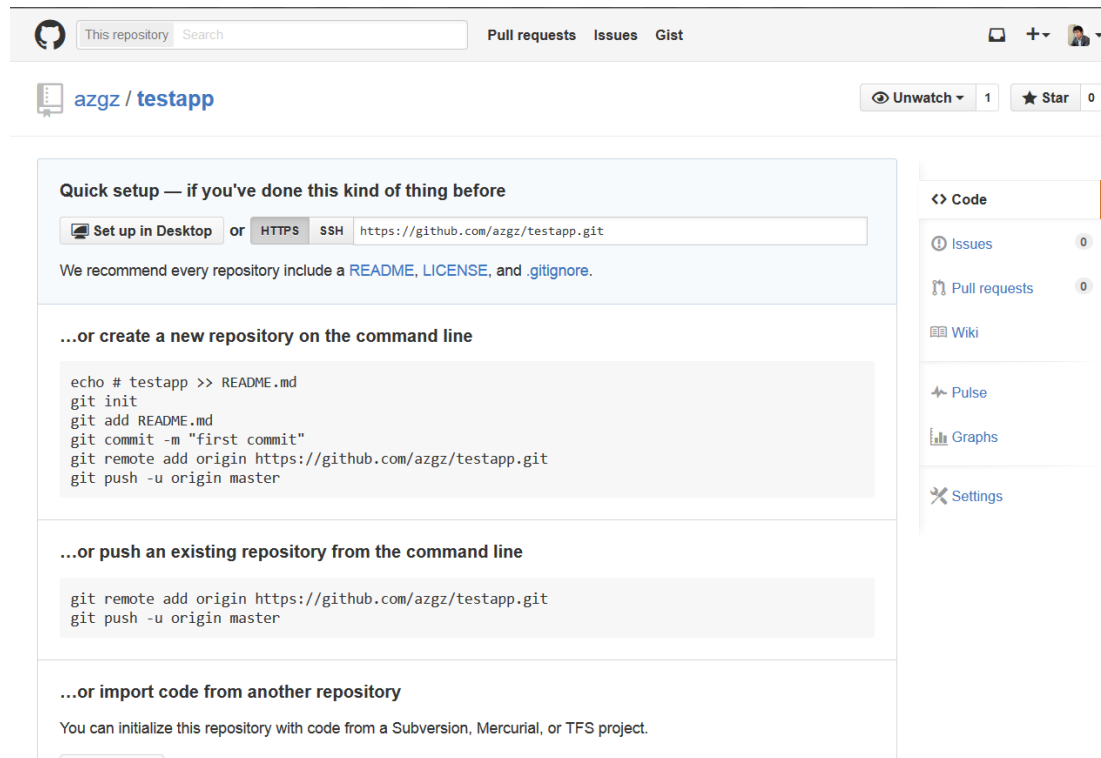 This repository Search Pull requests Issues Gist
azgz / testapp Unwatch 1 Star 0
Quick setup — if you've done this kind of thing before
Set up in Desktop or HTTPS SSH https://github.com/azgz/testapp.git
We recommend every repository include a README, LICENSE, and .gitignore.
…or create a new repository on the command line
echo # testapp >> README.md
git init
git add README.md
git commit -m "first commit"
git remote add origin https://github.com/azgz/testapp.git
git push -u origin master
…or push an existing repository from the command line
git remote add origin https://github.com/azgz/testapp.git
git push -u origin master
…or import code from another repository
You can initialize this repository with code from a Subversion, Mercurial, or TFS project.
Code
Issues 0
Pull requests 0
Wiki
Pulse
Graphs
Settings